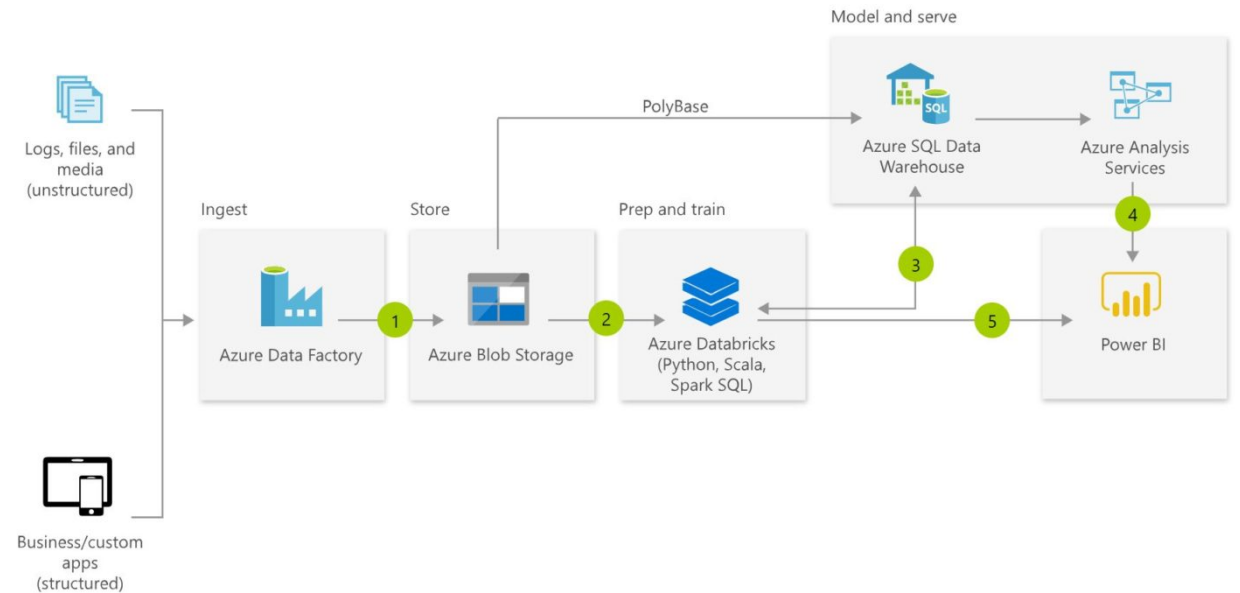 Model and serve
PolyBase
SQL
Azure SQL Data
Warehouse
Azure Analysis
Services
Logs, files, and
media
(unstructured)
Ingest
Store
Prep and train
4
3
1
2
5
Azure Data Factory
Azure Blob Storage
Azure Databricks
(Python, Scala,
Spark SQL)
Power BI
Business/custom
apps
(structured)